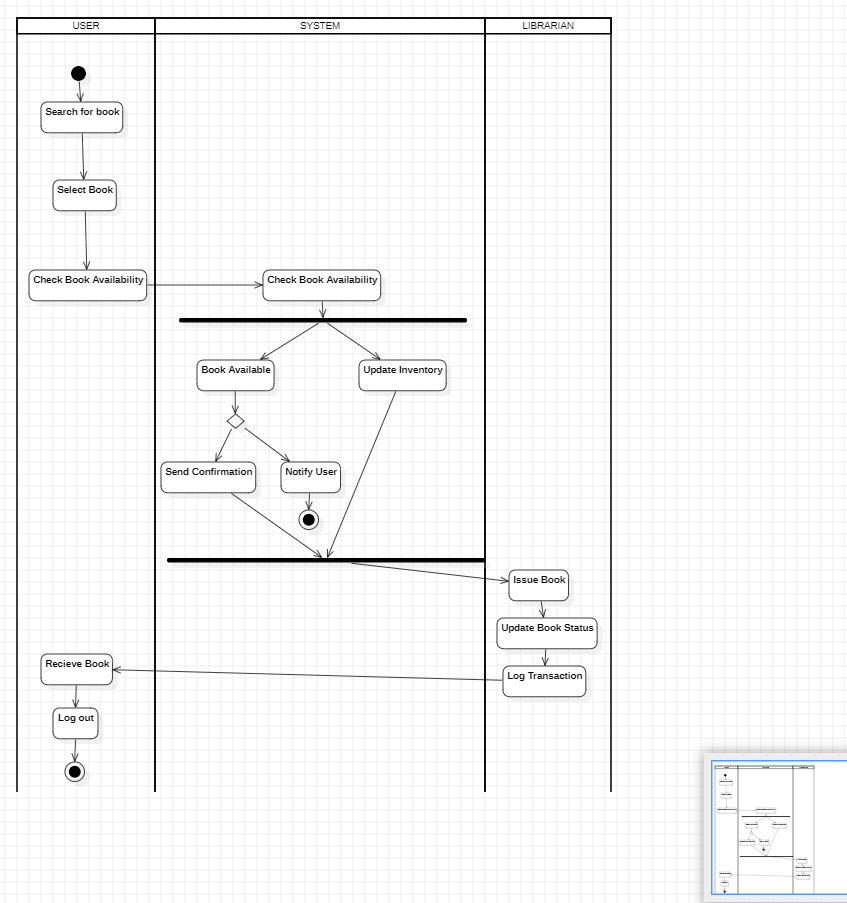 USER
SYSTEM
LIBRARIAN
Search for book
Select Book
Check Book Availability
Check Book Availability
Book Available
Update Inventory
Send Confirmation
Notify User
Issue Book
Update Book Status
Recieve Book
Log Transaction
Log out